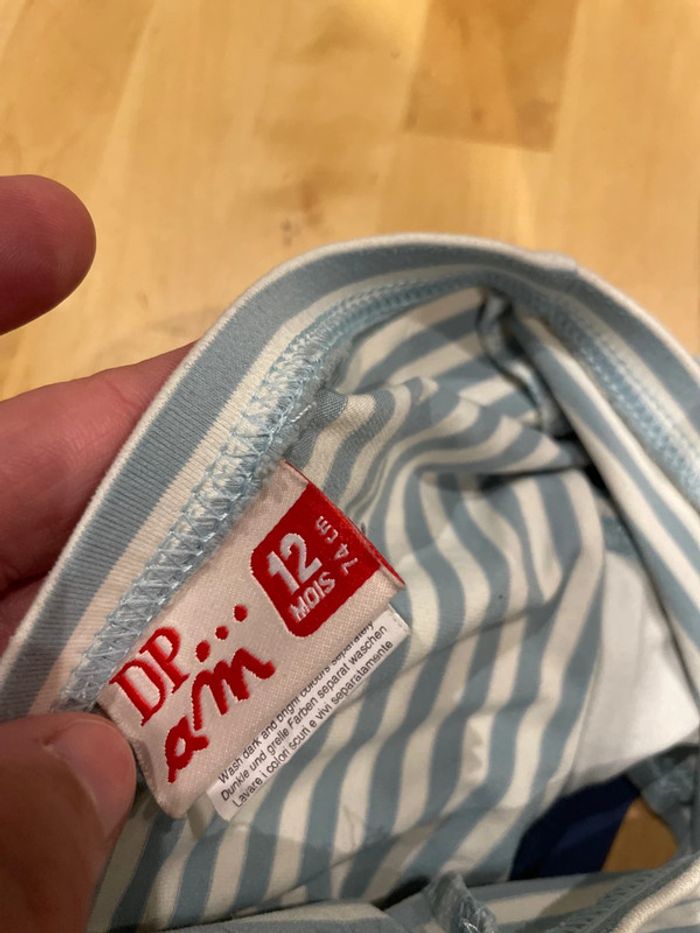 DP...
am
12
MOIS
74 cm
Wash dark and bright colours separately
Dunkle und grelle Farben separat waschen
Lavare i colori scuri e vivi separatamente